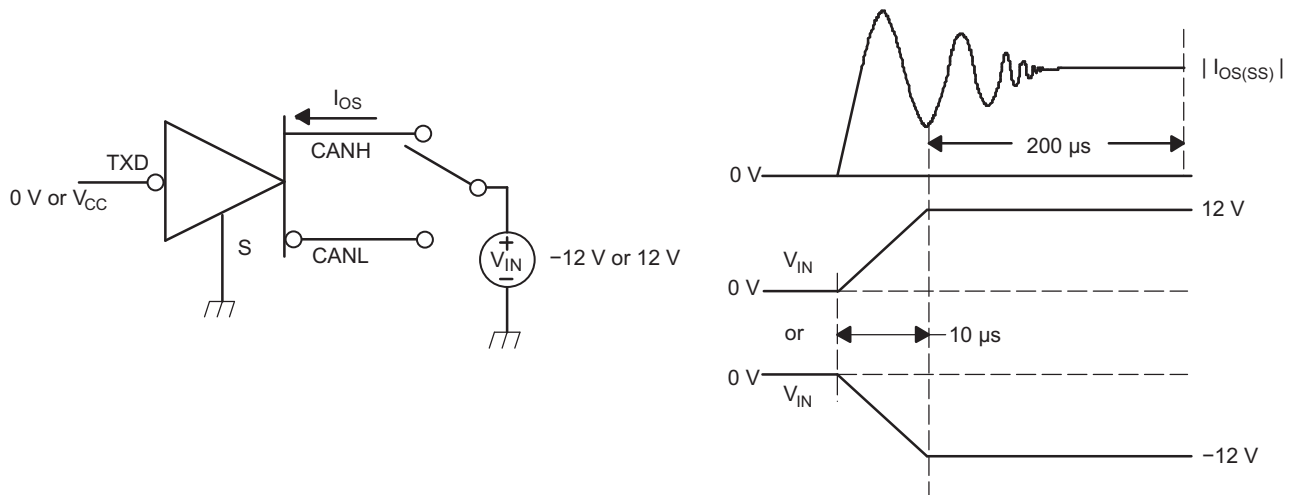 I_OS
TXD
CANH
0 V or V_CC
S
CANL
+
V_IN
−
−12 V or 12 V
| I_OS(SS) |
200 µs
0 V
12 V
V_IN
0 V
or
10 µs
0 V
V_IN
−12 V